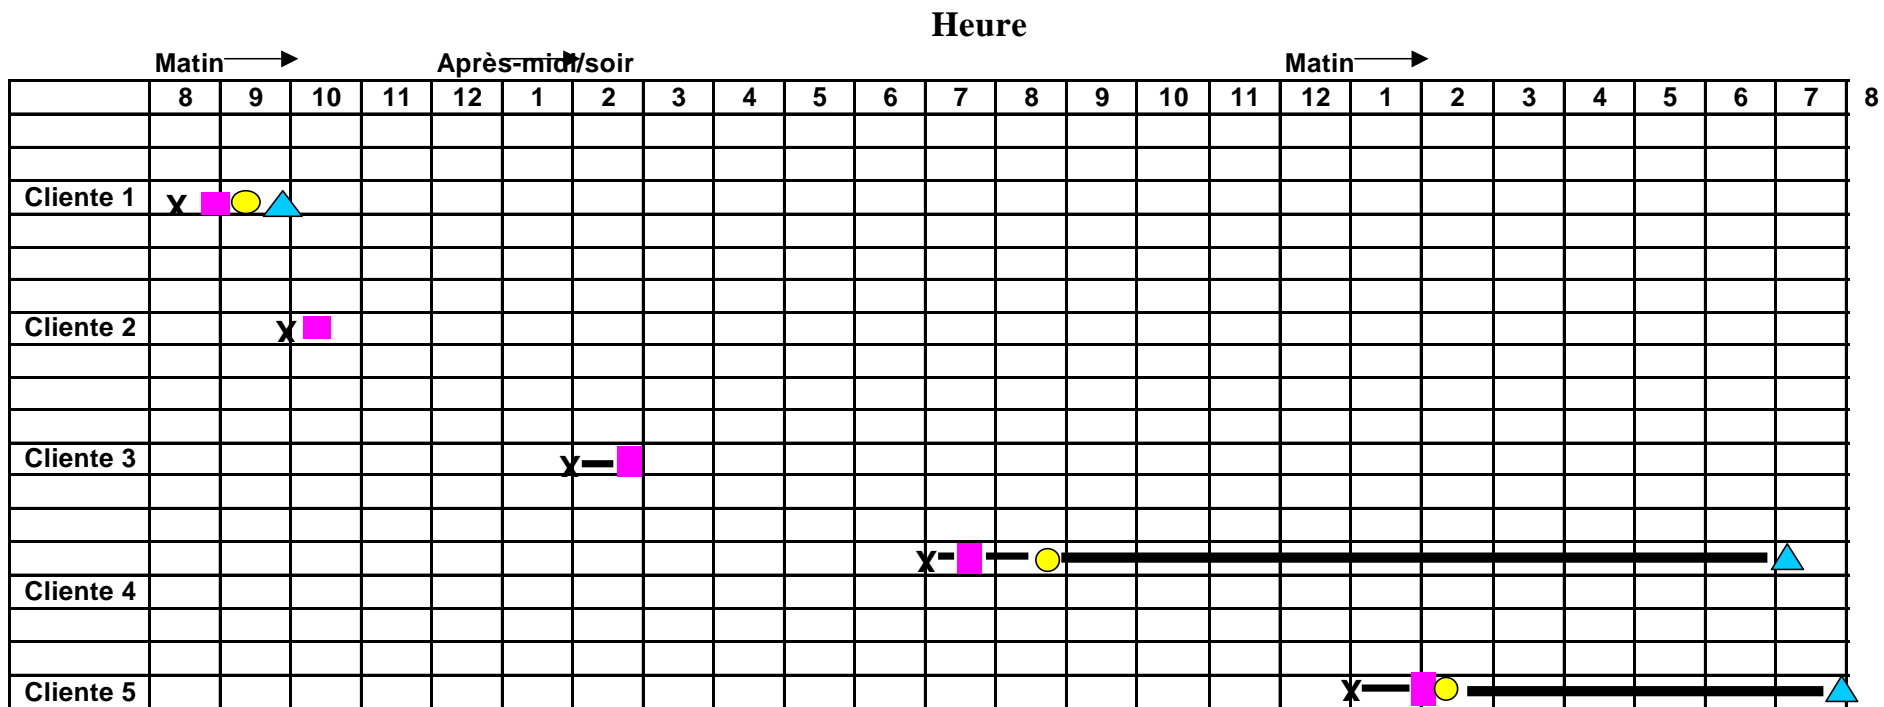 Heure
Matin Après-midi/soir Matin
8 9 10 11 12 1 2 3 4 5 6 7 8 9 10 11 12 1 2 3 4 5 6 7 8
Cliente 1 X
Cliente 2 X
Cliente 3 X
X
Cliente 4
Cliente 5 X